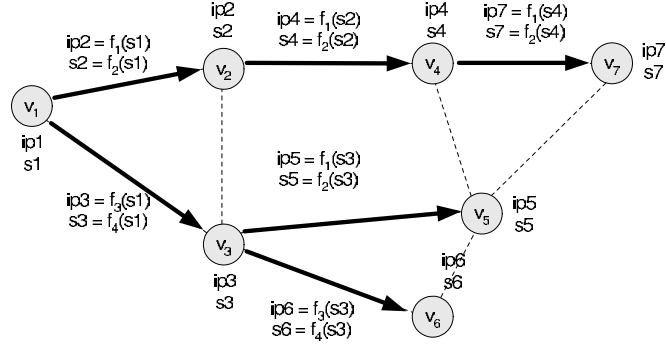 ip2
s2
ip4
s4
ip7 = f₁(s4)
s7 = f₂(s4)
ip2 = f₁(s1)
s2 = f₂(s1)
ip4 = f₁(s2)
s4 = f₂(s2)
ip7
s7
v₂
v₄
v₇
v₁
ip1
s1
ip5 = f₁(s3)
s5 = f₂(s3)
ip3 = f₃(s1)
s3 = f₄(s1)
v₅
ip5
s5
v₃
ip3
s3
ip6
s6
ip6 = f₃(s3)
s6 = f₄(s3)
v₆